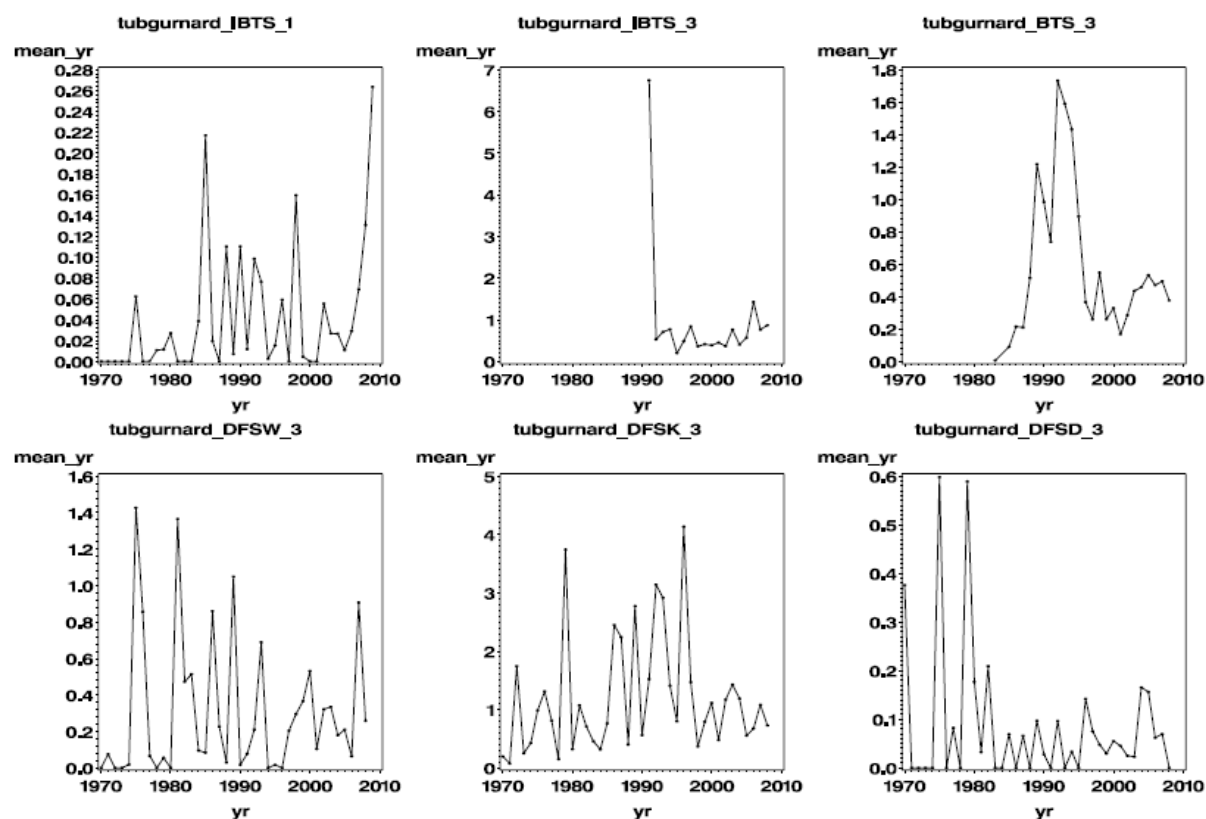 tubgurnard_IBTS_1
mean_yr
0.28
0.26
0.24
0.22
0.20
0.18
0.16
0.14
0.12
0.10
0.08
0.06
0.04
0.02
0.00
1970 1980 1990 2000 2010
yr
tubgurnard_IBTS_3
mean_yr
7
6
5
4
3
2
1
0
1970 1980 1990 2000 2010
yr
tubgurnard_BTS_3
mean_yr
1.8
1.6
1.4
1.2
1.0
0.8
0.6
0.4
0.2
0.0
1970 1980 1990 2000 2010
yr
tubgurnard_DFSW_3
mean_yr
1.6
1.4
1.2
1.0
0.8
0.6
0.4
0.2
0.0
1970 1980 1990 2000 2010
yr
tubgurnard_DFSK_3
mean_yr
5
4
3
2
1
0
1970 1980 1990 2000 2010
yr
tubgurnard_DFSD_3
mean_yr
0.6
0.5
0.4
0.3
0.2
0.1
0.0
1970 1980 1990 2000 2010
yr